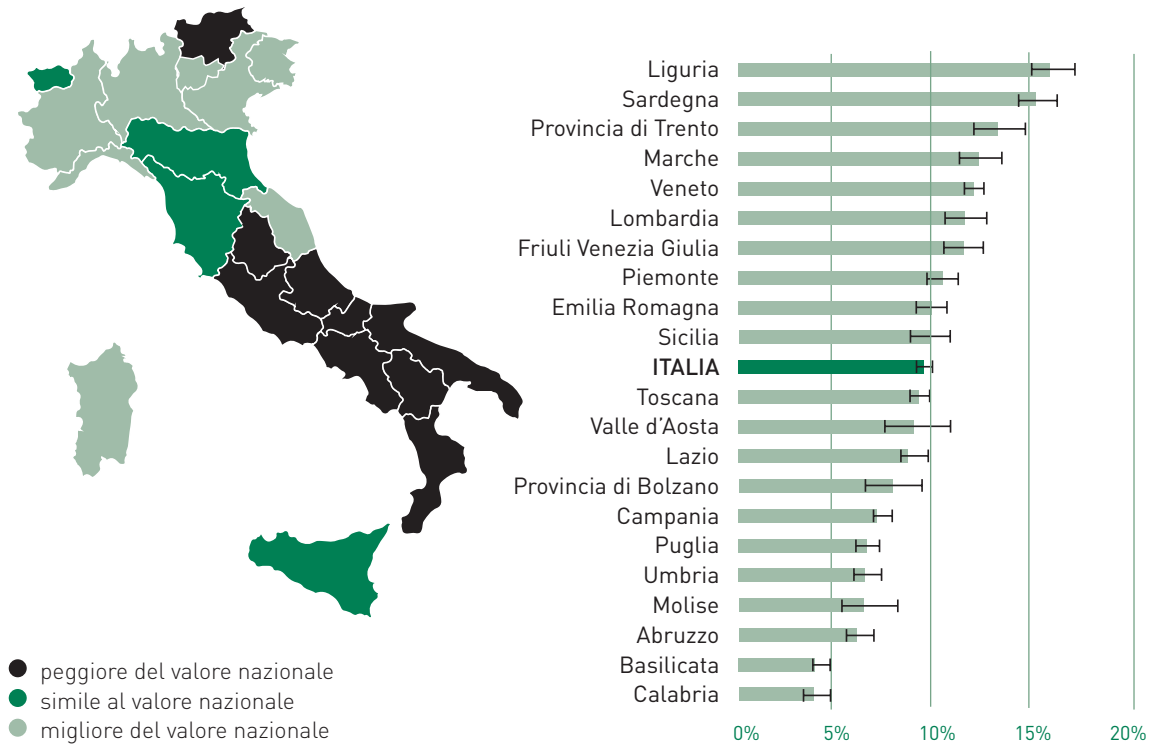 Liguria
Sardegna
Provincia di Trento
Marche
Veneto
Lombardia
Friuli Venezia Giulia
Piemonte
Emilia Romagna
Sicilia
ITALIA
Toscana
Valle d’Aosta
Lazio
Provincia di Bolzano
Campania
Puglia
Umbria
Molise
Abruzzo
Basilicata
Calabria
0% 5% 10% 15% 20%
peggiore del valore nazionale
simile al valore nazionale
migliore del valore nazionale